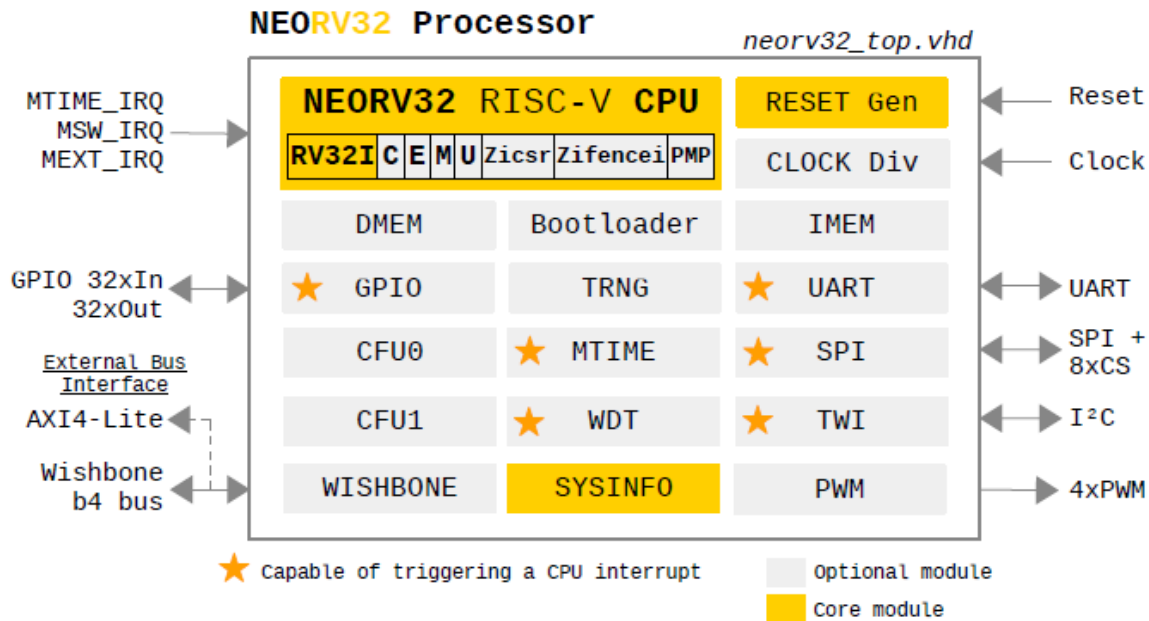 NEORV32 Processor
neorv32_top.vhd
MTIME_IRQ
MSW_IRQ
MEXT_IRQ
NEORV32 RISC-V CPU
RV32I C E M U Zicsr Zifencei PMP
RESET Gen
Reset
CLOCK Div
Clock
DMEM
Bootloader
IMEM
GPIO 32xIn
32xOut
GPIO
TRNG
UART
UART
CFU0
MTIME
SPI
SPI +
8xCS
External Bus
Interface
AXI4-Lite
CFU1
WDT
TWI
I²C
Wishbone
b4 bus
WISHBONE
SYSINFO
PWM
4xPWM
Capable of triggering a CPU interrupt
Optional module
Core module